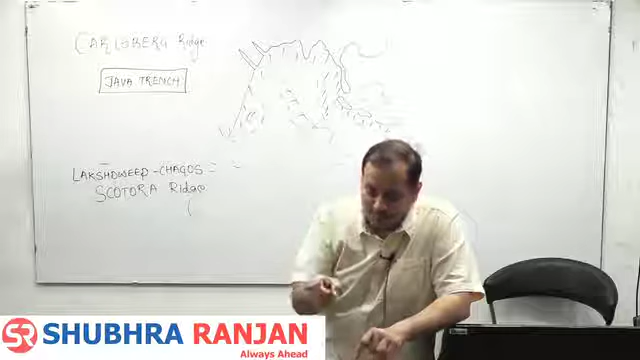 CARLSBERG Ridge
JAVA TRENCH
LAKSHDWEEP-CHAGOS =
SCOTORA Ridge
SR SHUBHRA RANJAN
Always Ahead